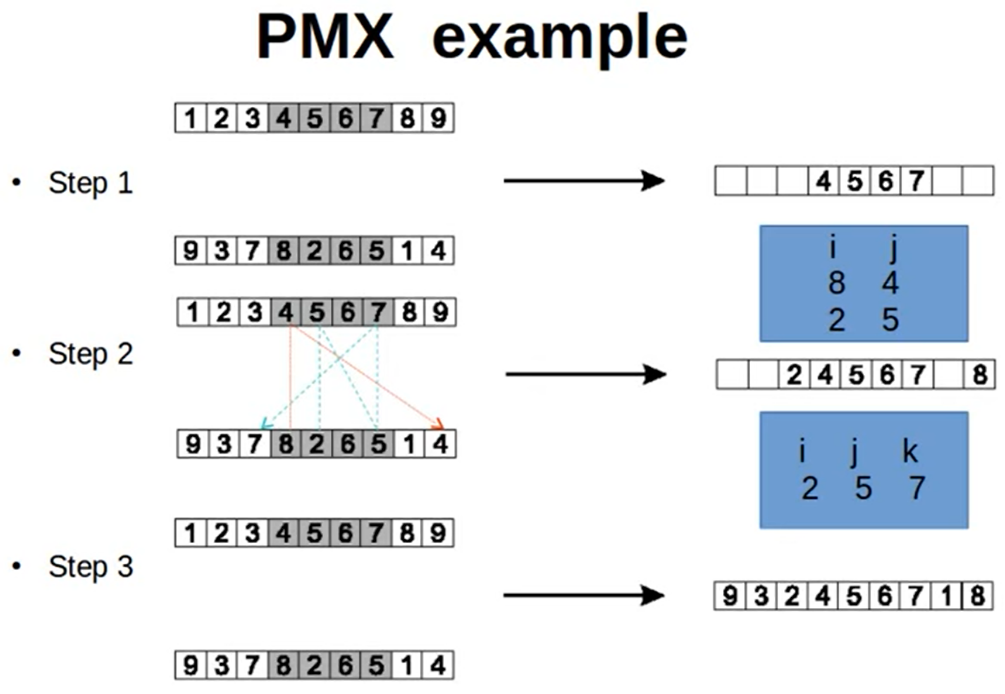 PMX example
1 2 3 4 5 6 7 8 9
• Step 1
4 5 6 7
9 3 7 8 2 6 5 1 4
i j
8 4
2 5
1 2 3 4 5 6 7 8 9
• Step 2
2 4 5 6 7 8
9 3 7 8 2 6 5 1 4
i j k
2 5 7
1 2 3 4 5 6 7 8 9
• Step 3
9 3 2 4 5 6 7 1 8
9 3 7 8 2 6 5 1 4